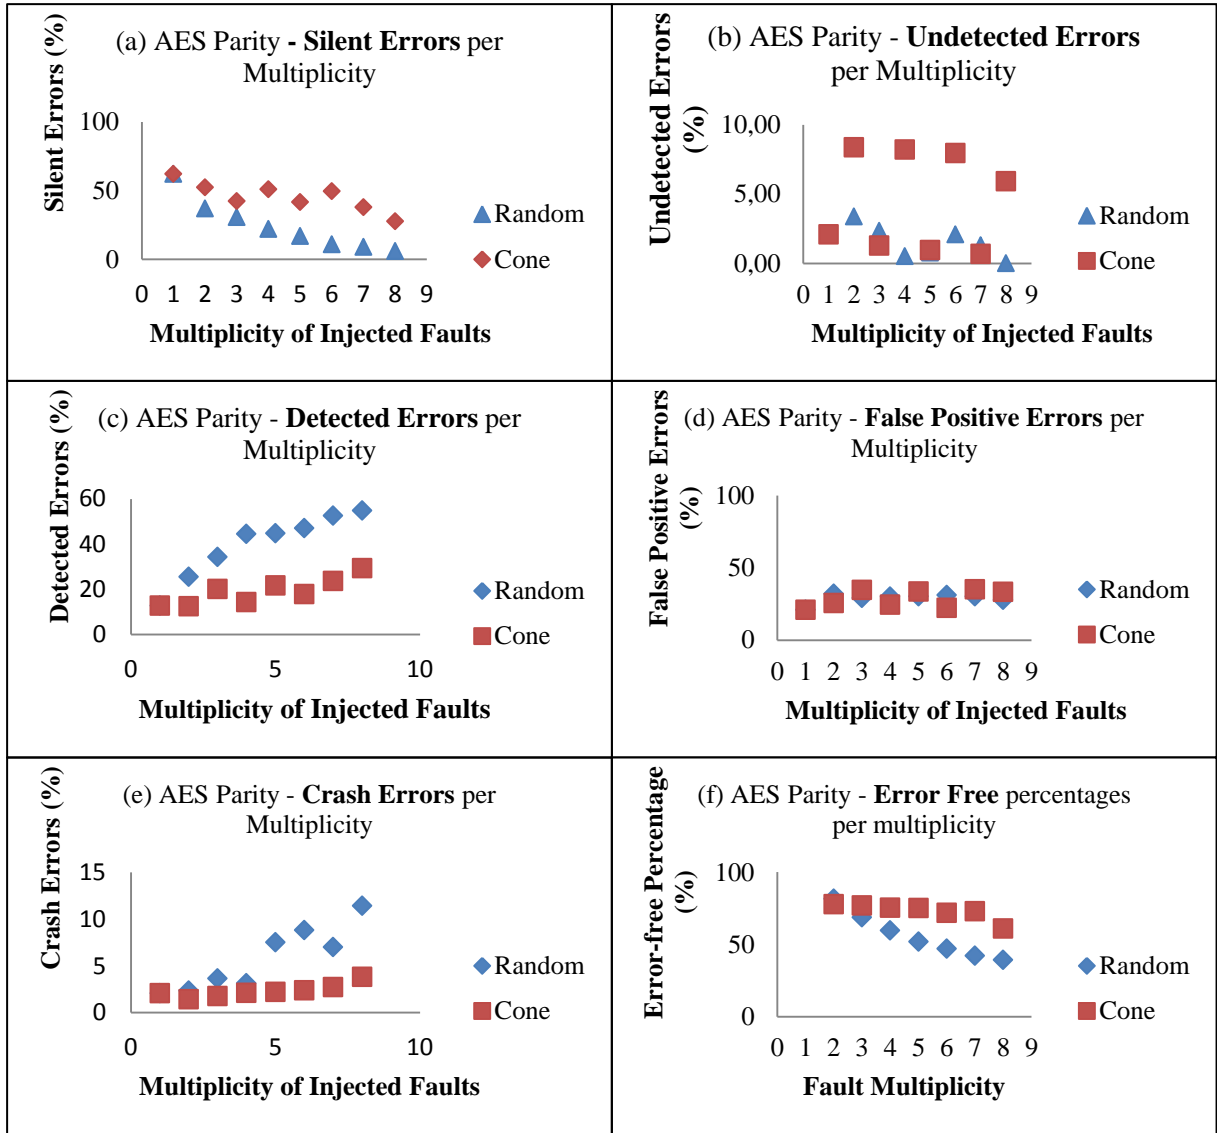 (a) AES Parity - Silent Errors per
Multiplicity
Silent Errors (%)
100
50
0
0 1 2 3 4 5 6 7 8 9
Random
Cone
Multiplicity of Injected Faults
(b) AES Parity - Undetected Errors
per Multiplicity
Undetected Errors
(%)
10,00
5,00
0,00
0 1 2 3 4 5 6 7 8 9
Random
Cone
Multiplicity of Injected Faults
(c) AES Parity - Detected Errors per
Multiplicity
Detected Errors (%)
60
40
20
0
0 5 10
Random
Cone
Multiplicity of Injected Faults
(d) AES Parity - False Positive Errors per
Multiplicity
False Positive Errors
(%)
100
50
0
0 1 2 3 4 5 6 7 8 9
Random
Cone
Multiplicity of Injected Faults
(e) AES Parity - Crash Errors per
Multiplicity
Crash Errors (%)
15
10
5
0
0 5 10
Random
Cone
Multiplicity of Injected Faults
(f) AES Parity - Error Free percentages
per multiplicity
Error-free Percentage
(%)
100
50
0
0 1 2 3 4 5 6 7 8 9
Random
Cone
Fault Multiplicity